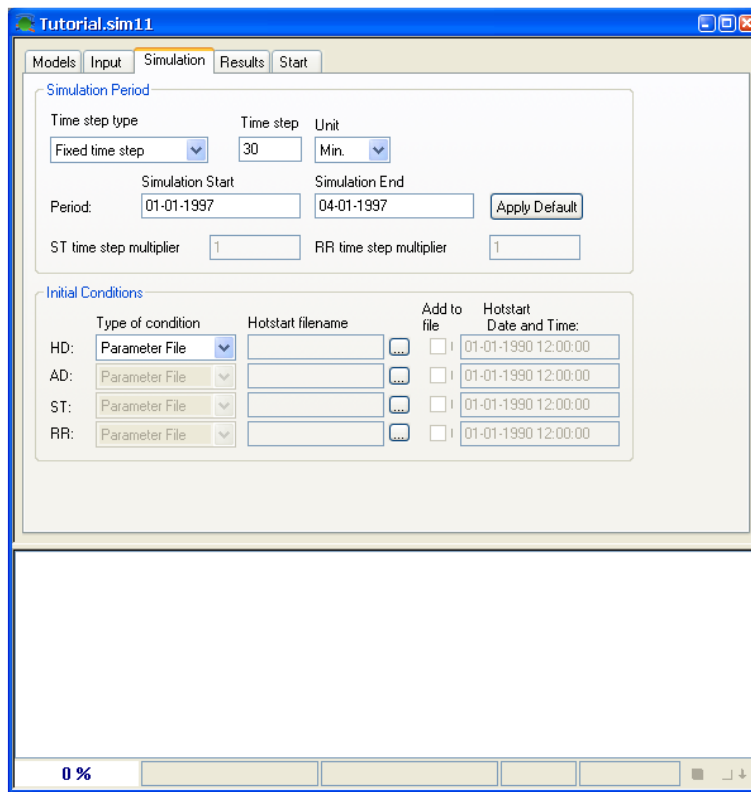 Tutorial.sim11
Models Input Simulation Results Start
Simulation Period
Time step type Time step Unit
Fixed time step 30 Min.
Simulation Start Simulation End
Period: 01-01-1997 04-01-1997 Apply Default
ST time step multiplier 1 RR time step multiplier 1
Initial Conditions
Add to Hotstart
Type of condition Hotstart filename file Date and Time:
HD: Parameter File ... 01-01-1990 12:00:00
AD: Parameter File ... 01-01-1990 12:00:00
ST: Parameter File ... 01-01-1990 12:00:00
RR: Parameter File ... 01-01-1990 12:00:00
0 %